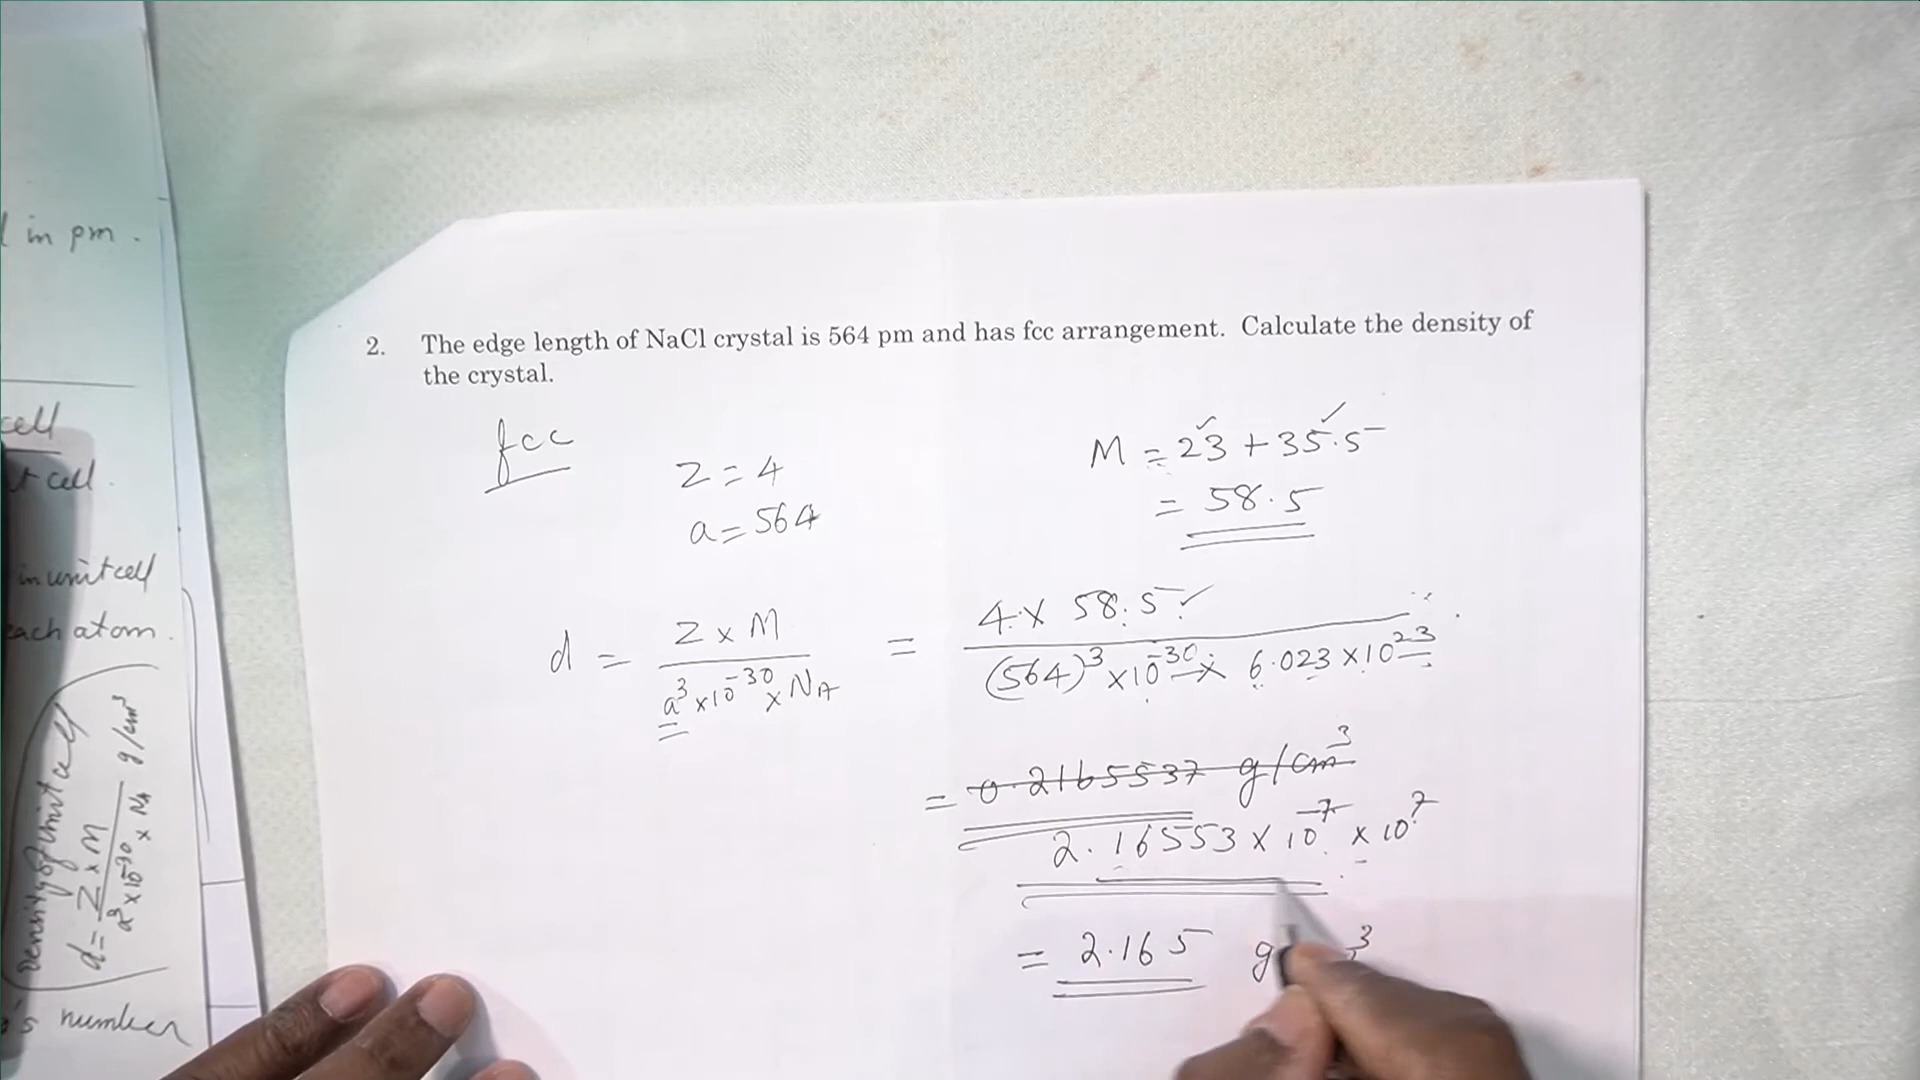 in pm.
cell
cell.
in unit cell
each atom.
density of unit cell
d = Z × M / a³ × 10⁻³⁰ × NA g/cm³
number
2. The edge length of NaCl crystal is 564 pm and has fcc arrangement. Calculate the density of
the crystal.
fcc
Z = 4
a = 564
M = 23 + 35.5
= 58.5
d = Z × M / a³ × 10⁻³⁰ × NA = 4 × 58.5 / (564)³ × 10⁻³⁰ × 6.023 × 10²³
= 0.2165537 g/cm³
2.16553 × 10⁻⁷ × 10⁷
= 2.165 g 3